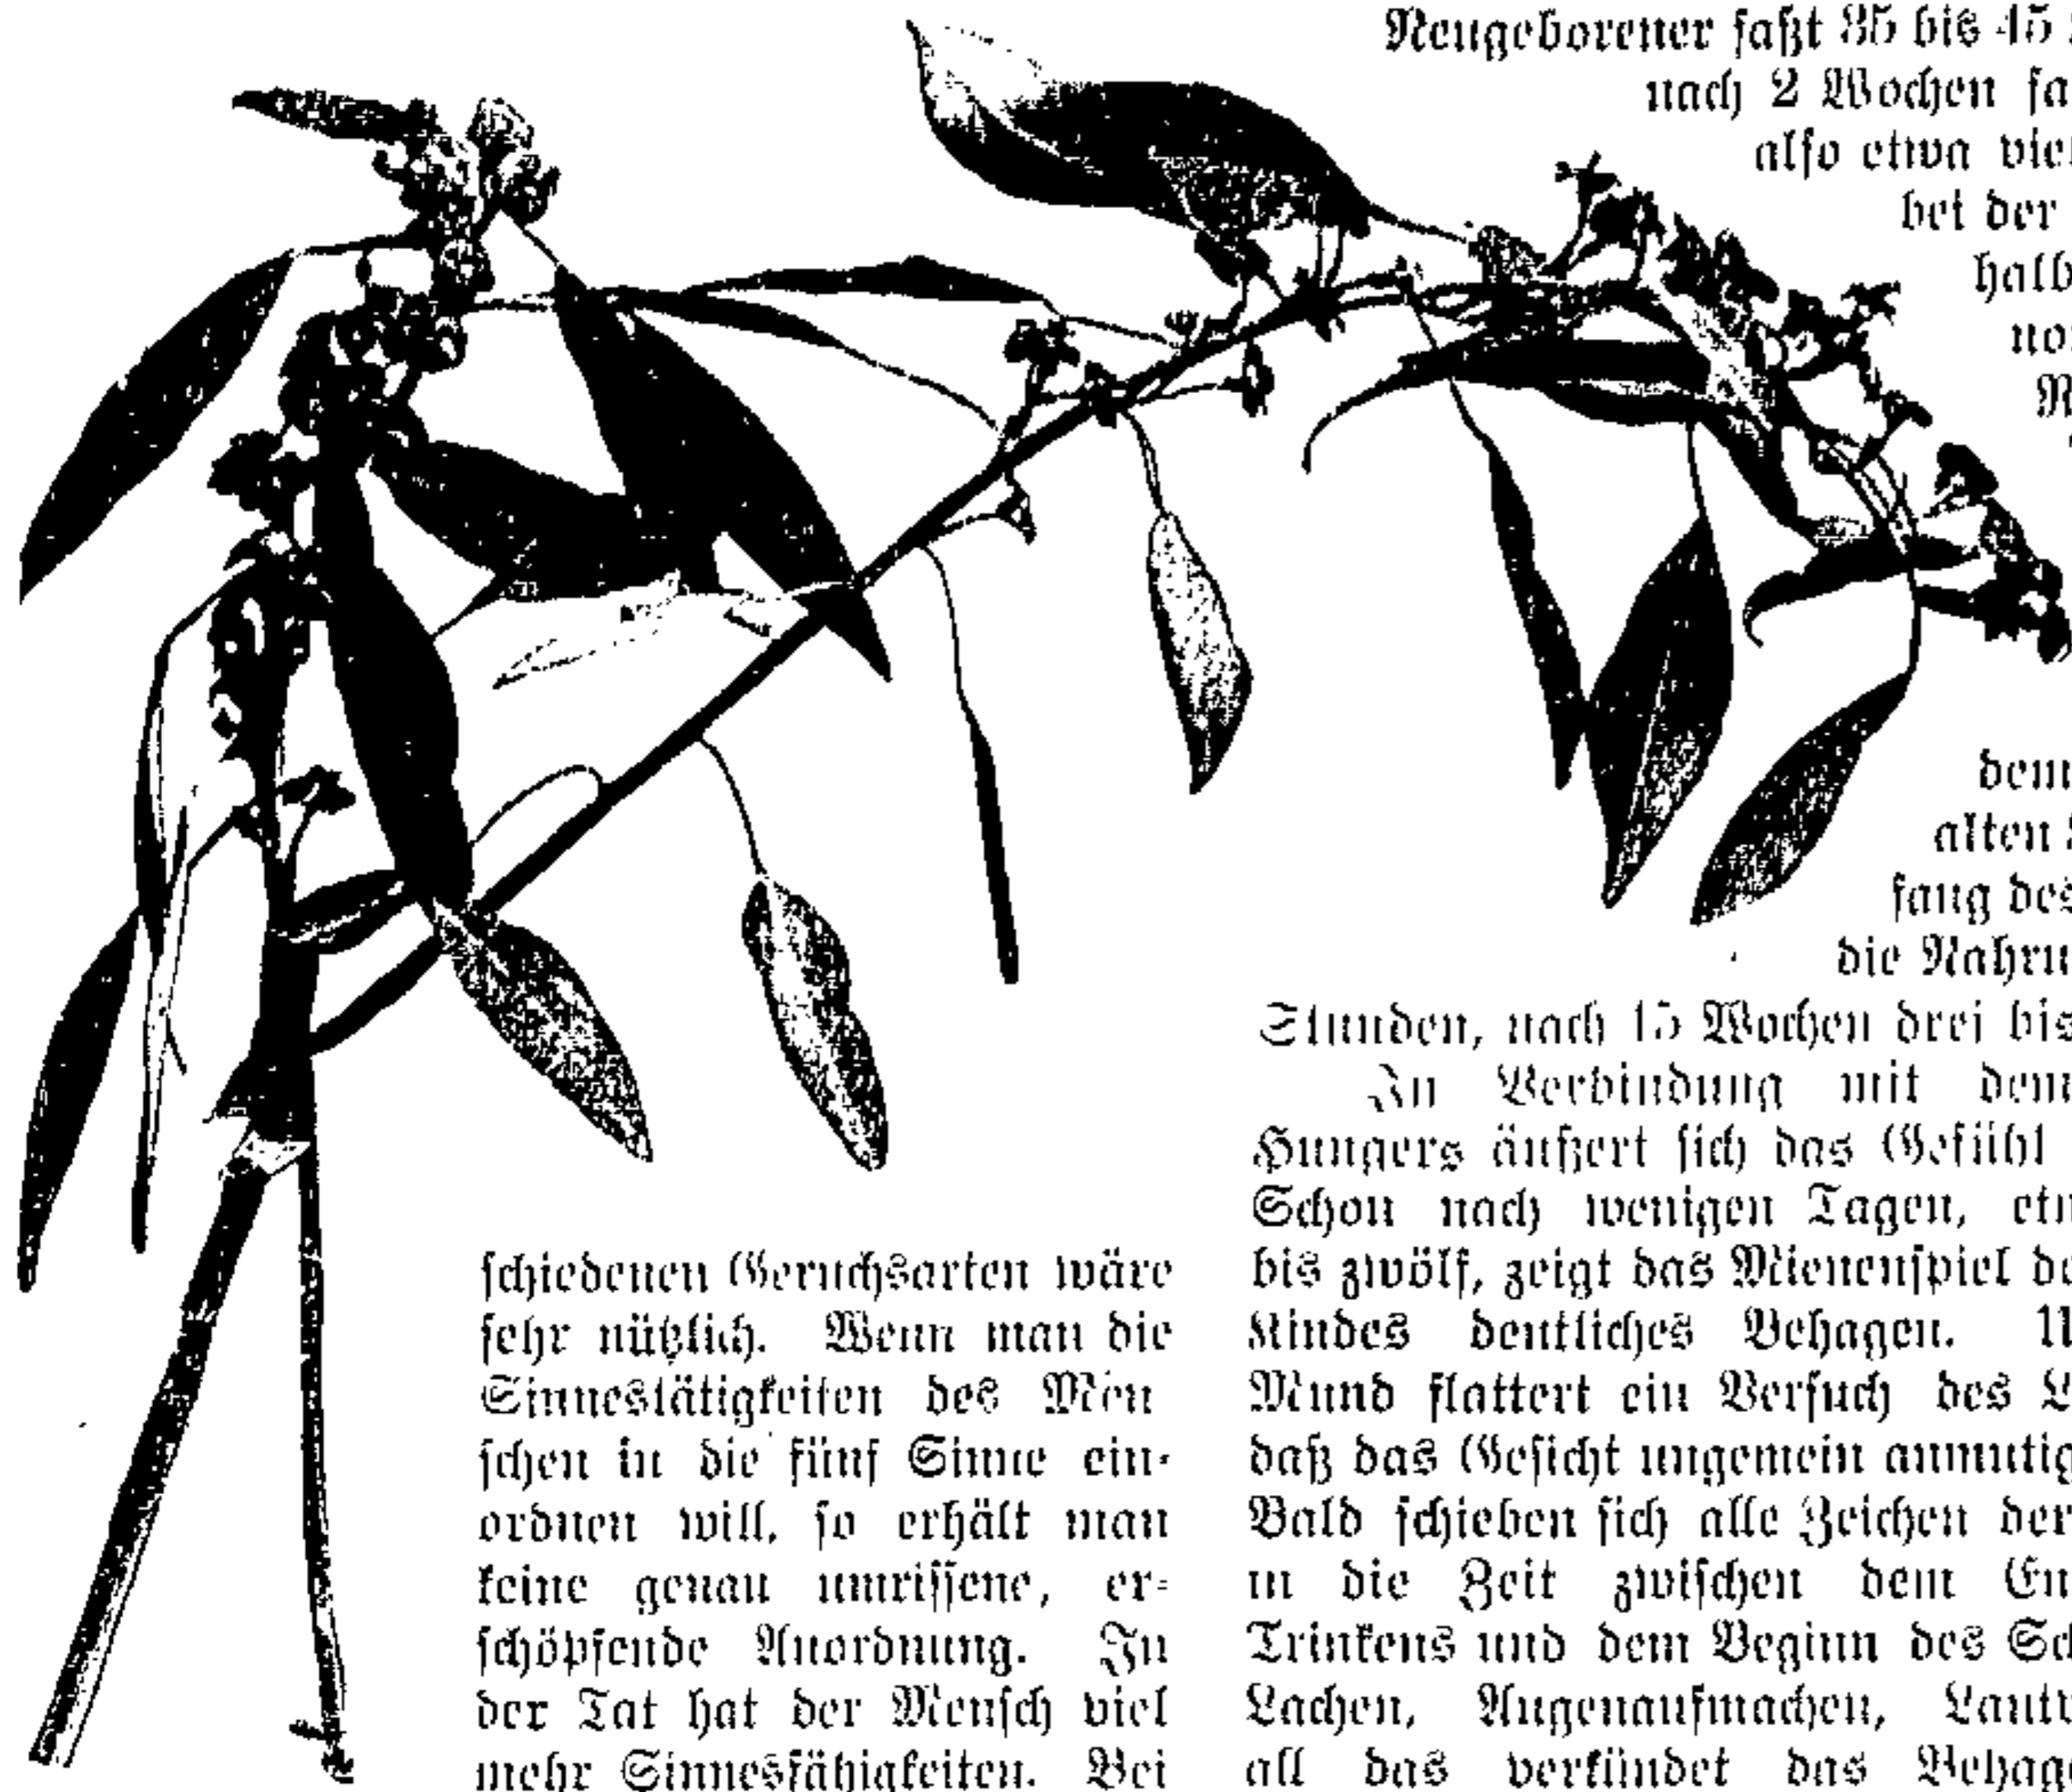 schiedenen Geruchsarten wäre
sehr nützlich. Wenn man die
Sinnestätigkeiten des Men
schen in die fünf Sinne ein-
ordnen will, so erhält man
keine genau umrissene, er-
schöpfende Anordnung. In
der Tat hat der Mensch viel
mehr Sinnesfähigkeiten. Bei
Neugeborener faßt 35 bis 45
nach 2 Wochen fa
also etwa vie
bei der
halb
no
dem
alten
fang des
die Nahru
Stunden, nach 15 Wochen drei bis
In Verbindung mit dem
Hungers äußert sich das Gefühl
Schon nach wenigen Tagen, et
bis zwölf, zeigt das Mienenspiel de
Kindes deutliches Behagen. U
Mund flattert ein Versuch des L
daß das Gesicht ungemein anmutig
Bald schieben sich alle Zeichen der
in die Zeit zwischen dem En
Trinkens und dem Beginn des Sch
Lachen, Augenaufmachen, Laut
all das verkündet das Behag